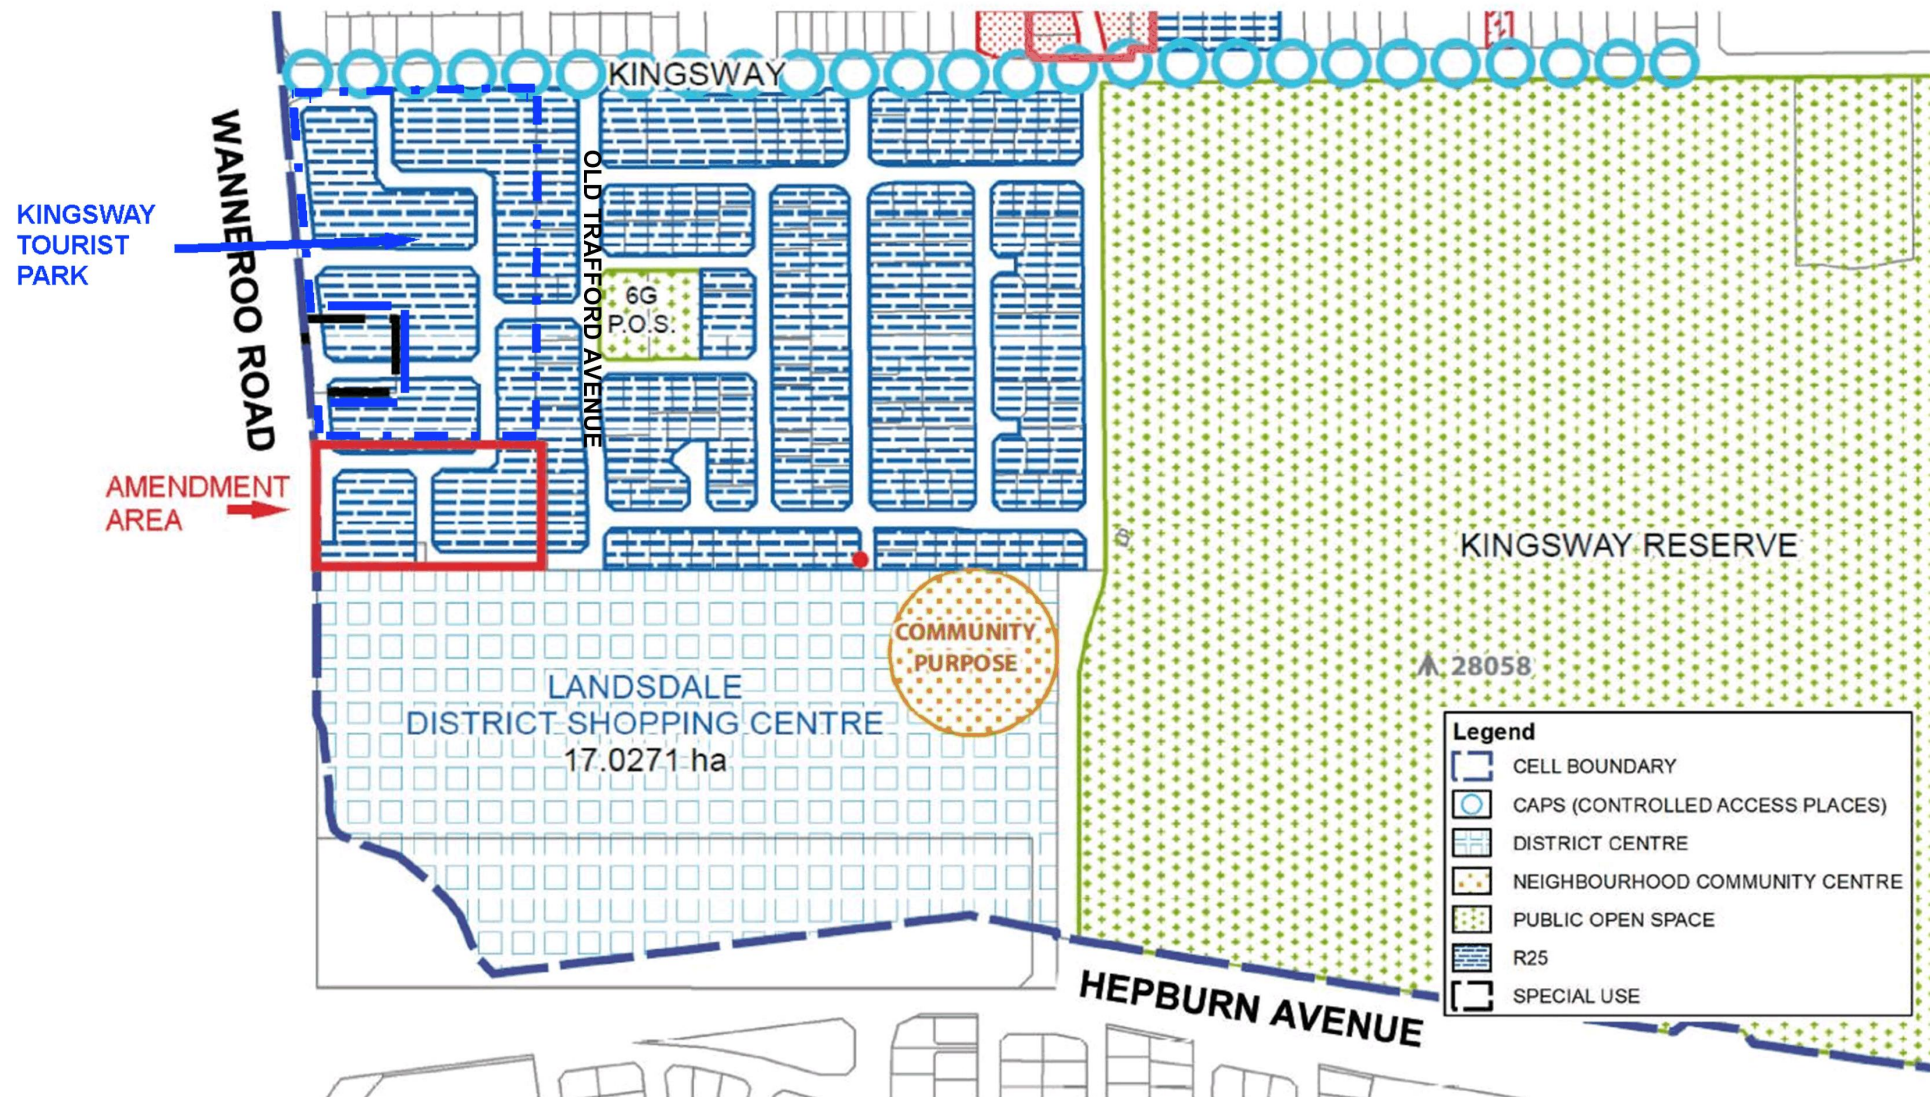 KINGSWAY
WANNEROO ROAD
KINGSWAY
TOURIST
PARK
OLD TRAFFORD AVENUE
6G
P.O.S.
AMENDMENT
AREA
S
KINGSWAY RESERVE
COMMUNITY
PURPOSE
28058
LANDSDALE
DISTRICT SHOPPING CENTRE
17.0271 ha
HEPBURN AVENUE
Legend
CELL BOUNDARY
CAPS (CONTROLLED ACCESS PLACES)
DISTRICT CENTRE
NEIGHBOURHOOD COMMUNITY CENTRE
PUBLIC OPEN SPACE
R25
SPECIAL USE